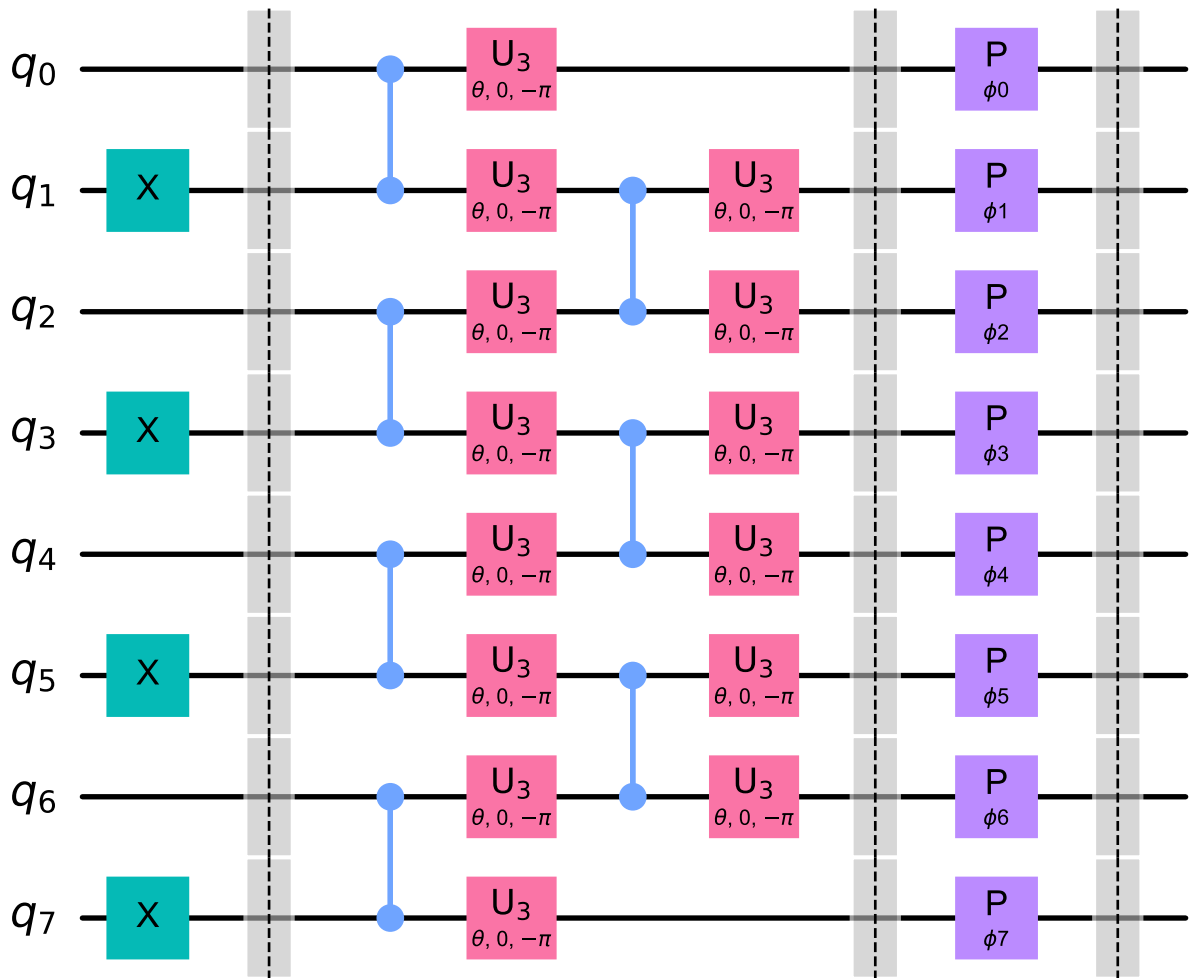 q0 U3 P
θ, 0, −π ϕ0
q1 X U3 U3 P
θ, 0, −π θ, 0, −π ϕ1
q2 U3 U3 P
θ, 0, −π θ, 0, −π ϕ2
q3 X U3 U3 P
θ, 0, −π θ, 0, −π ϕ3
q4 U3 U3 P
θ, 0, −π θ, 0, −π ϕ4
q5 X U3 U3 P
θ, 0, −π θ, 0, −π ϕ5
q6 U3 U3 P
θ, 0, −π θ, 0, −π ϕ6
q7 X U3 P
θ, 0, −π ϕ7